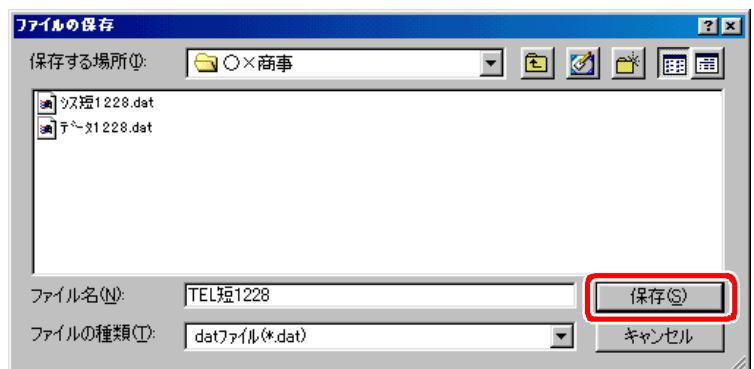 ファイルの保存
保存する場所(I):
○×商事
ｼｽ短1228.dat
ﾃﾞｰﾀ1228.dat
ファイル名(N):
TEL短1228
保存(S)
ファイルの種類(T):
datファイル(*.dat)
キャンセル